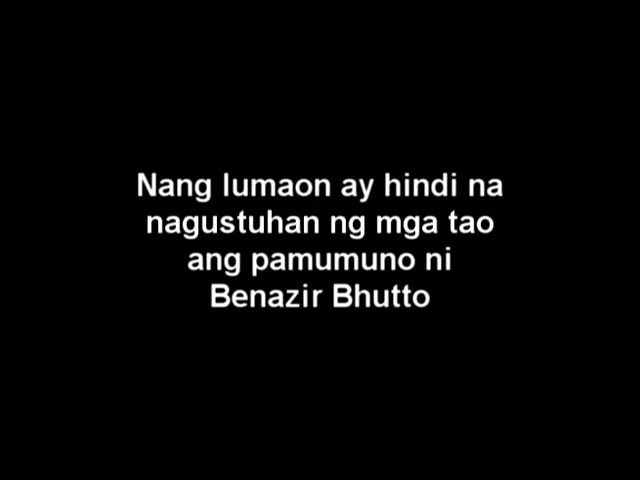 Nang lumaon ay hindi na
nagustuhan ng mga tao
ang pamumuno ni
Benazir Bhutto